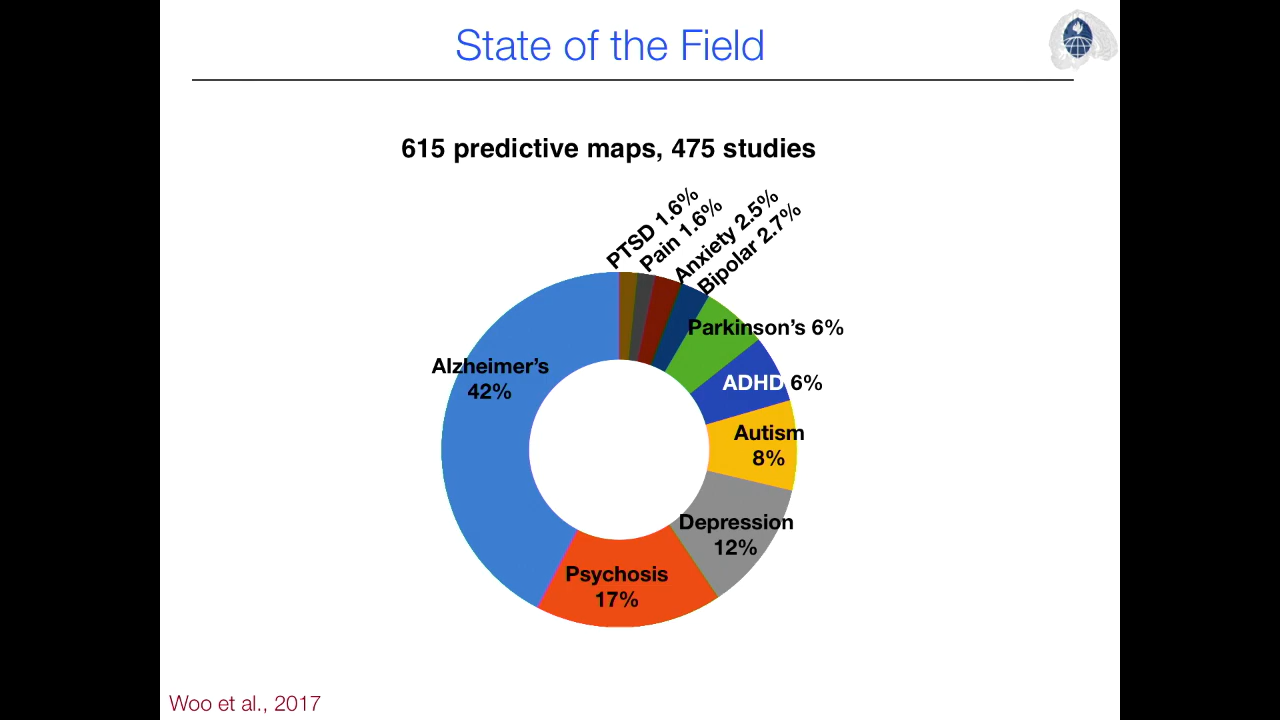 State of the Field
615 predictive maps, 475 studies
PTSD 1.6%
Pain 1.6%
Anxiety 2.5%
Bipolar 2.7%
Parkinson’s 6%
ADHD 6%
Autism
8%
Depression
12%
Psychosis
17%
Alzheimer’s
42%
Woo et al., 2017